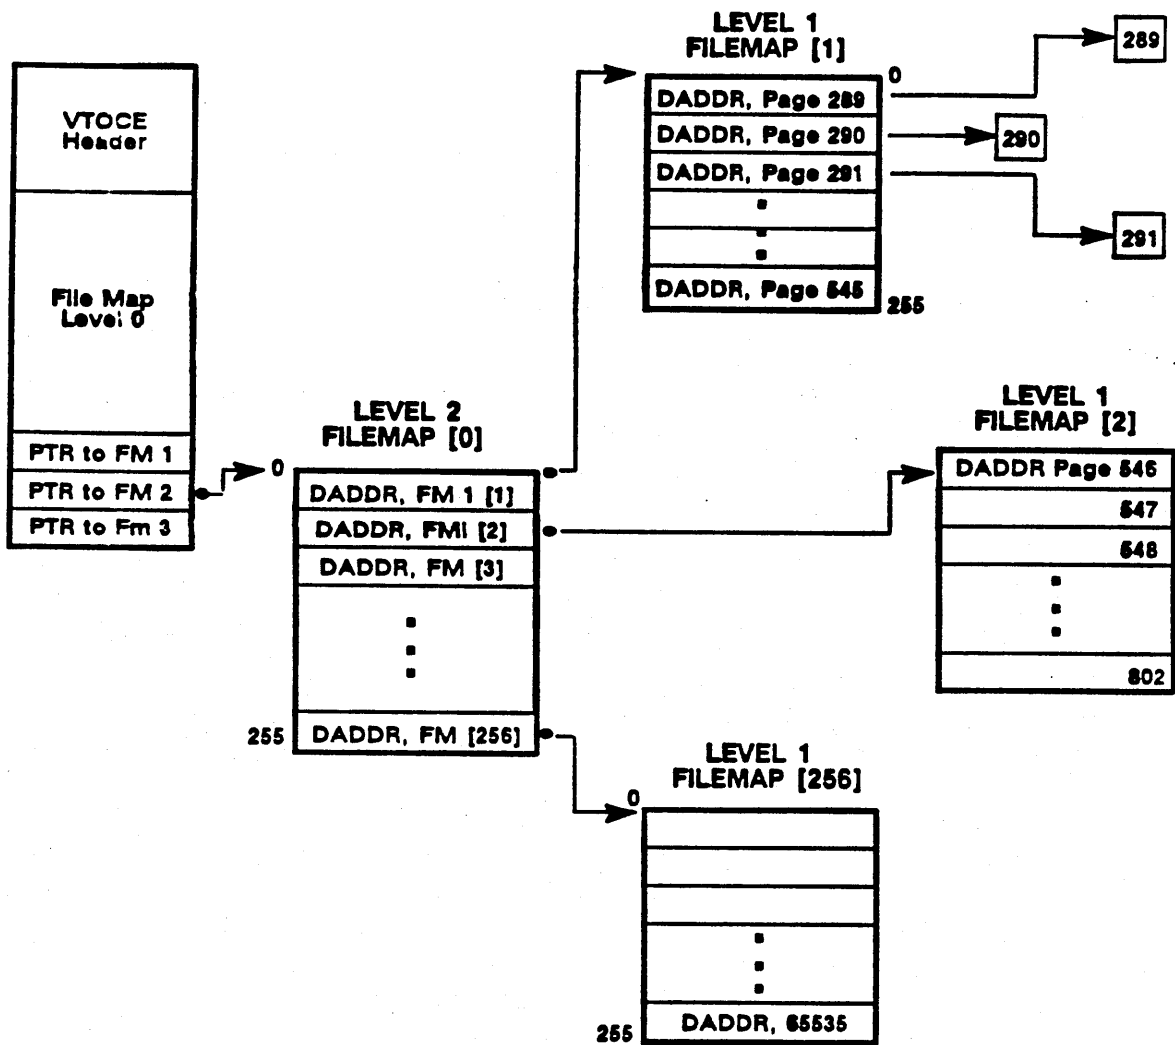 VTOCE
Header
File Map
Level 0
PTR to FM 1
PTR to FM 2
PTR to Fm 3
LEVEL 2
FILEMAP [0]
0
DADDR, FM 1 [1]
DADDR, FMI [2]
DADDR, FM [3]
255
DADDR, FM [256]
LEVEL 1
FILEMAP [1]
0
DADDR, Page 289
DADDR, Page 290
DADDR, Page 291
DADDR, Page 545
255
289
290
291
LEVEL 1
FILEMAP [2]
DADDR Page 546
547
548
802
LEVEL 1
FILEMAP [256]
0
255
DADDR, 65535